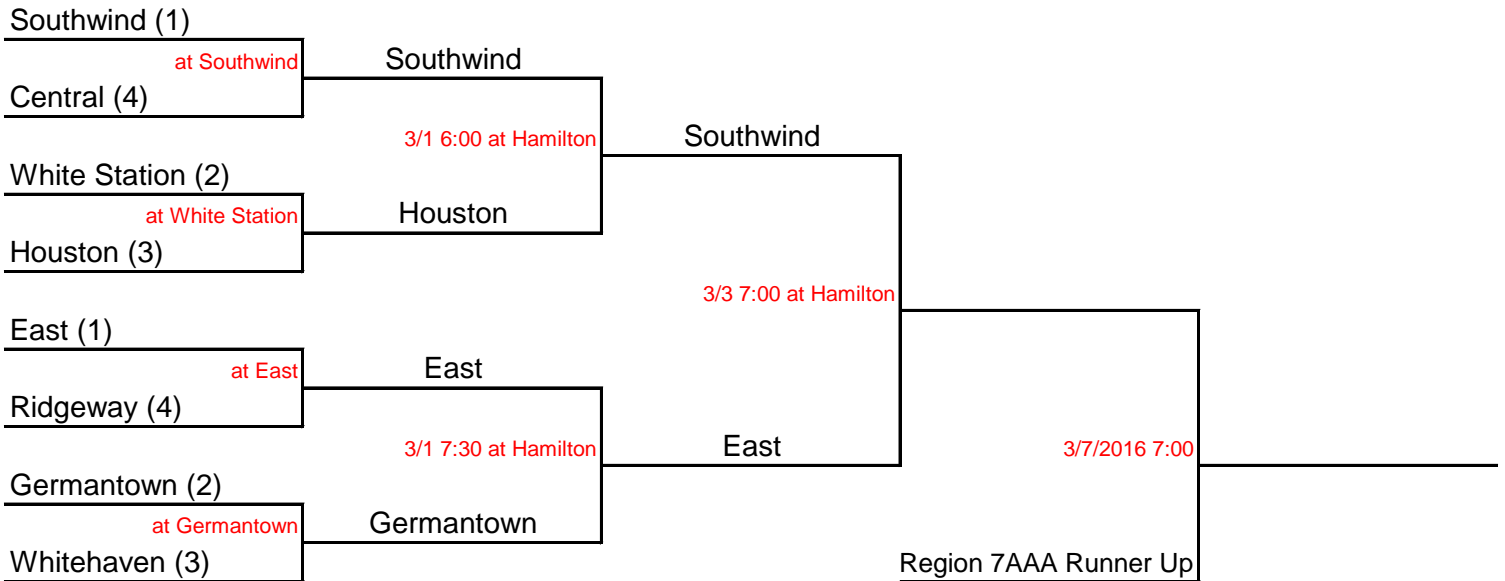 Southwind (1)
at Southwind
Southwind
Central (4)
3/1 6:00 at Hamilton
Southwind
White Station (2)
at White Station
Houston
Houston (3)
3/3 7:00 at Hamilton
East (1)
at East
East
Ridgeway (4)
3/1 7:30 at Hamilton
East
3/7/2016 7:00
Germantown (2)
at Germantown
Germantown
Whitehaven (3)
Region 7AAA Runner Up